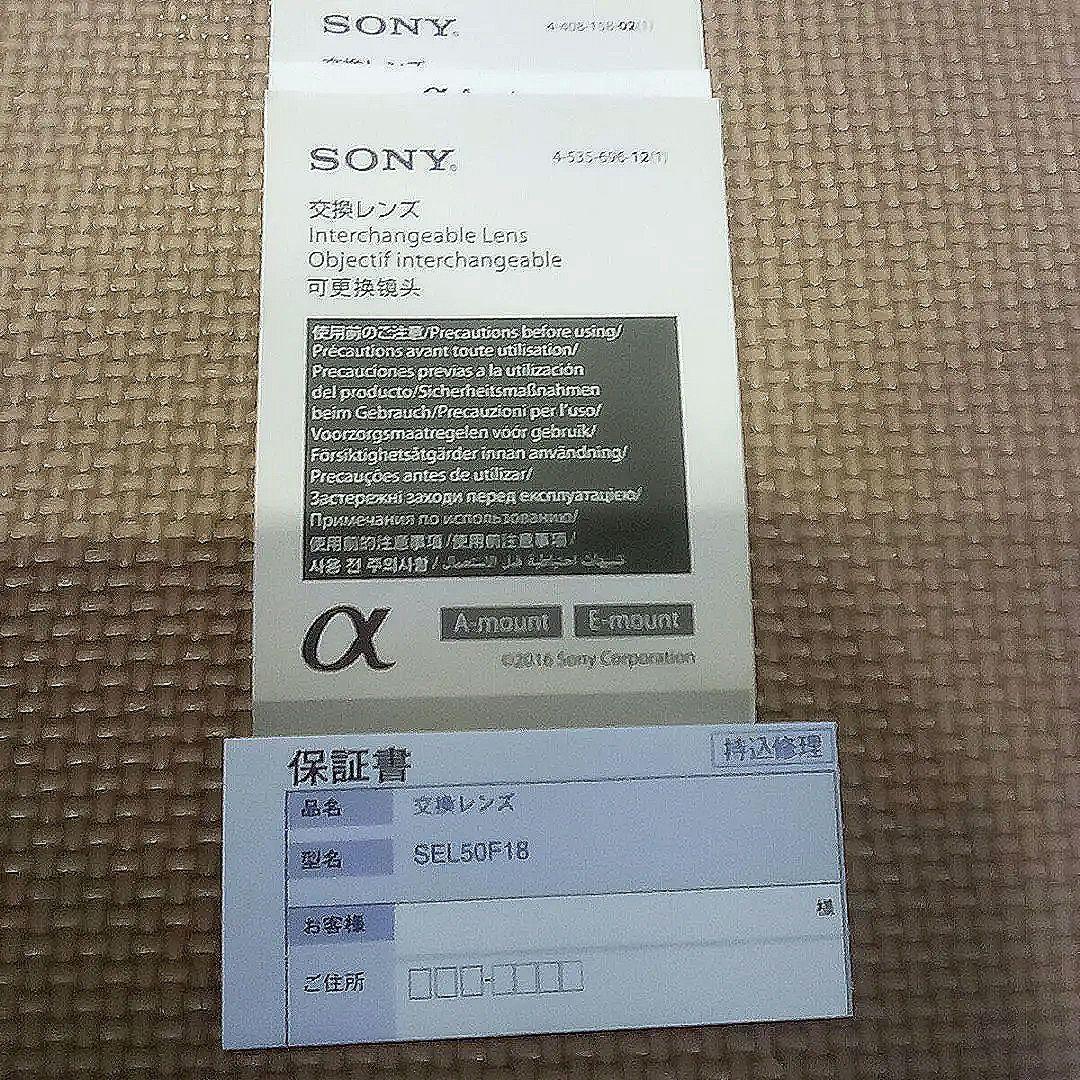 SONY
4-408-158-02(1)
SONY
4-535-696-12(1)
交換レンズ
Interchangeable Lens
Objectif interchangeable
可更换镜头
使用前のご注意/Precautions before using/
Précautions avant toute utilisation/
Precauciones previas a la utilización
del producto/Sicherheitsmaßnahmen
beim Gebrauch/Precauzioni per l'uso/
Voorzorgsmaatregelen vóór gebruik/
Försiktighetsåtgärder innan användning/
Precauções antes de utilizar/
Застережні заходи перед експлуатацією/
Примечания по использованию/
使用前的注意事項/使用前注意事项/
사용 전 주의사항/تنبيهات احتياطية قبل الاستعمال
α
A-mount
E-mount
©2016 Sony Corporation
保証書
持込修理
品名
交換レンズ
型名
SEL50F18
お客様
様
ご住所